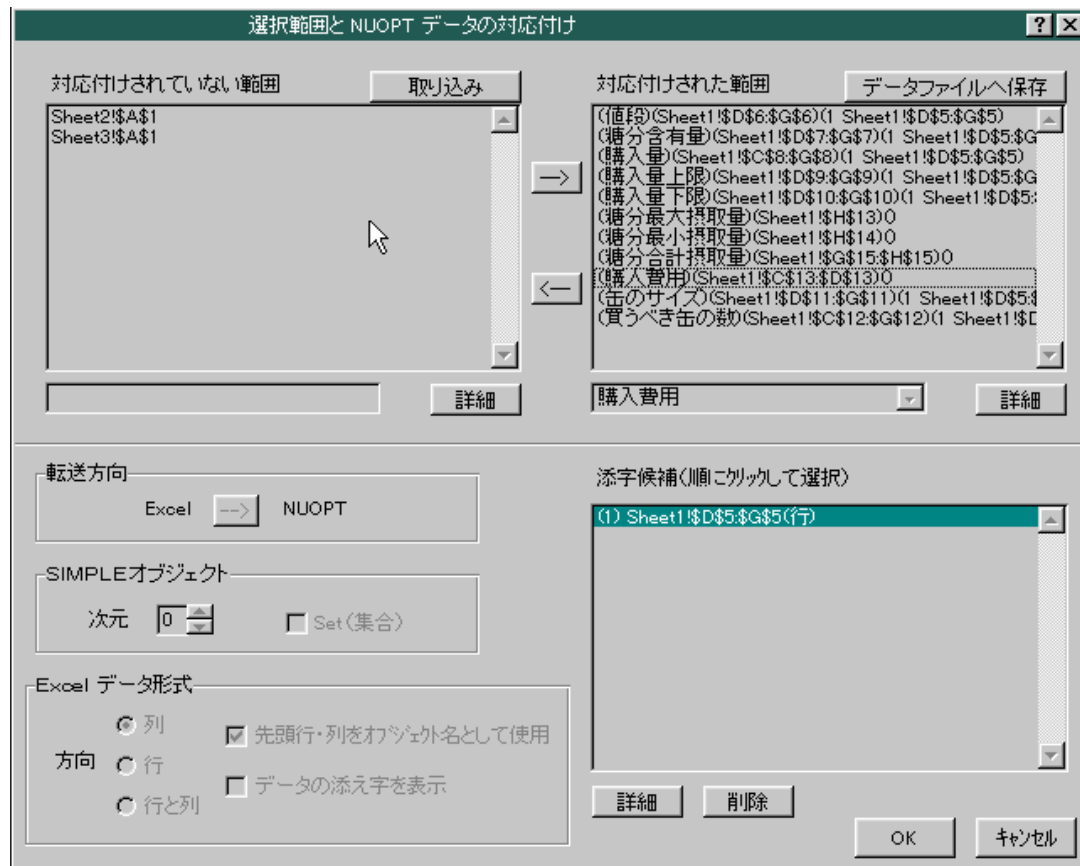 選択範囲と NUOPT データの対応付け
対応付けされていない範囲
取り込み
対応付けされた範囲
データファイルへ保存
Sheet2!$A$1
Sheet3!$A$1
(値段)(Sheet1!$D$6:$G$6)(1 Sheet1!$D$5:$G$5)
(糖分含有量)(Sheet1!$D$7:$G$7)(1 Sheet1!$D$5:$G
(購入量)(Sheet1!$C$8:$G$8)(1 Sheet1!$D$5:$G$5)
(購入量上限)(Sheet1!$D$9:$G$9)(1 Sheet1!$D$5:$G
(購入量下限)(Sheet1!$D$10:$G$10)(1 Sheet1!$D$5:
(糖分最大摂取量)(Sheet1!$H$13)()
(糖分最小摂取量)(Sheet1!$H$14)()
(糖分合計摂取量)(Sheet1!$G$15:$H$15)()
(購入費用)(Sheet1!$C$13:$D$13)()
(缶のサイズ)(Sheet1!$D$11:$G$11)(1 Sheet1!$D$5:$
(買うべき缶の数)(Sheet1!$C$12:$G$12)(1 Sheet1!$D
-->
<--
詳細
購入費用
詳細
転送方向
Excel --> NUOPT
SIMPLEオブジェクト
次元 0 Set(集合)
Excel データ形式
方向
列
行
行と列
先頭行・列をオブジェクト名として使用
データの添え字を表示
添字候補(順にクリックして選択)
(1) Sheet1!$D$5:$G$5(行)
詳細
削除
OK
キャンセル